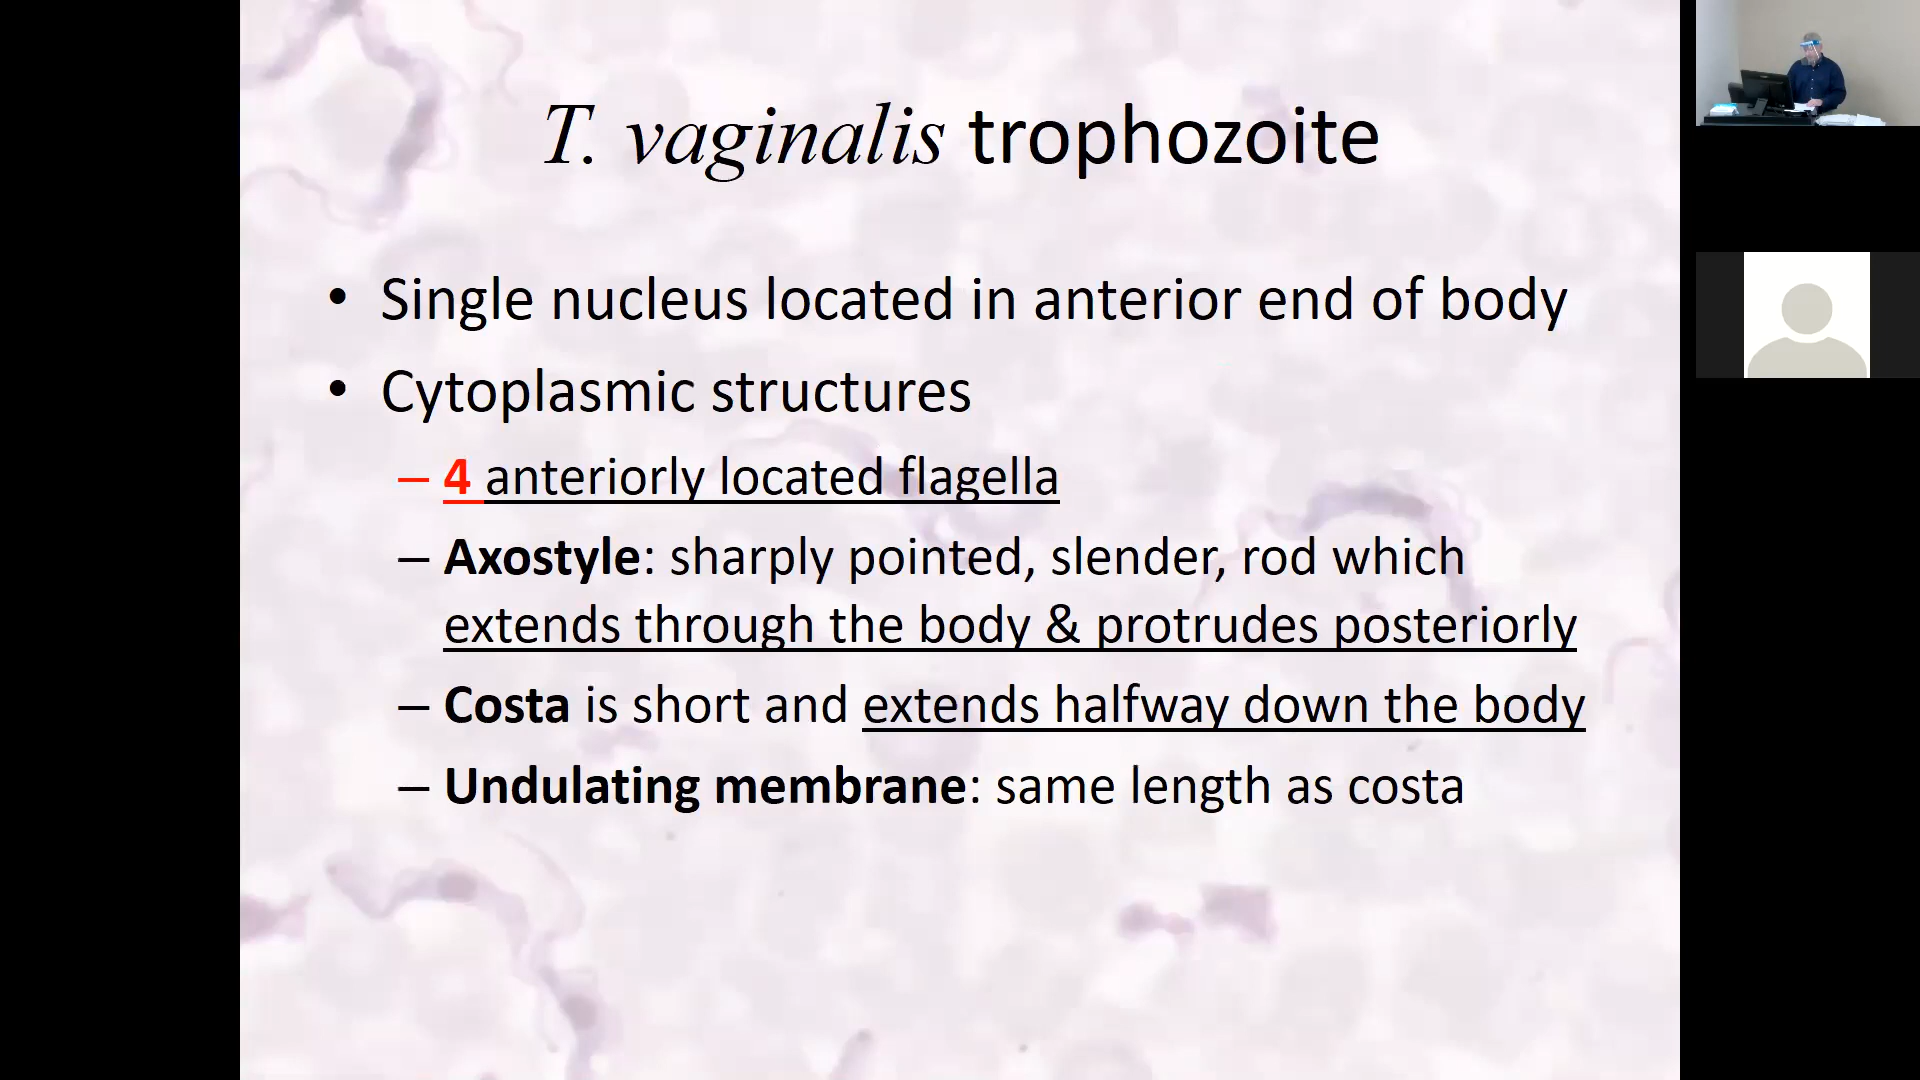 T. vaginalis trophozoite
• Single nucleus located in anterior end of body
• Cytoplasmic structures
– 4 anteriorly located flagella
– Axostyle: sharply pointed, slender, rod which
extends through the body & protrudes posteriorly
– Costa is short and extends halfway down the body
– Undulating membrane: same length as costa